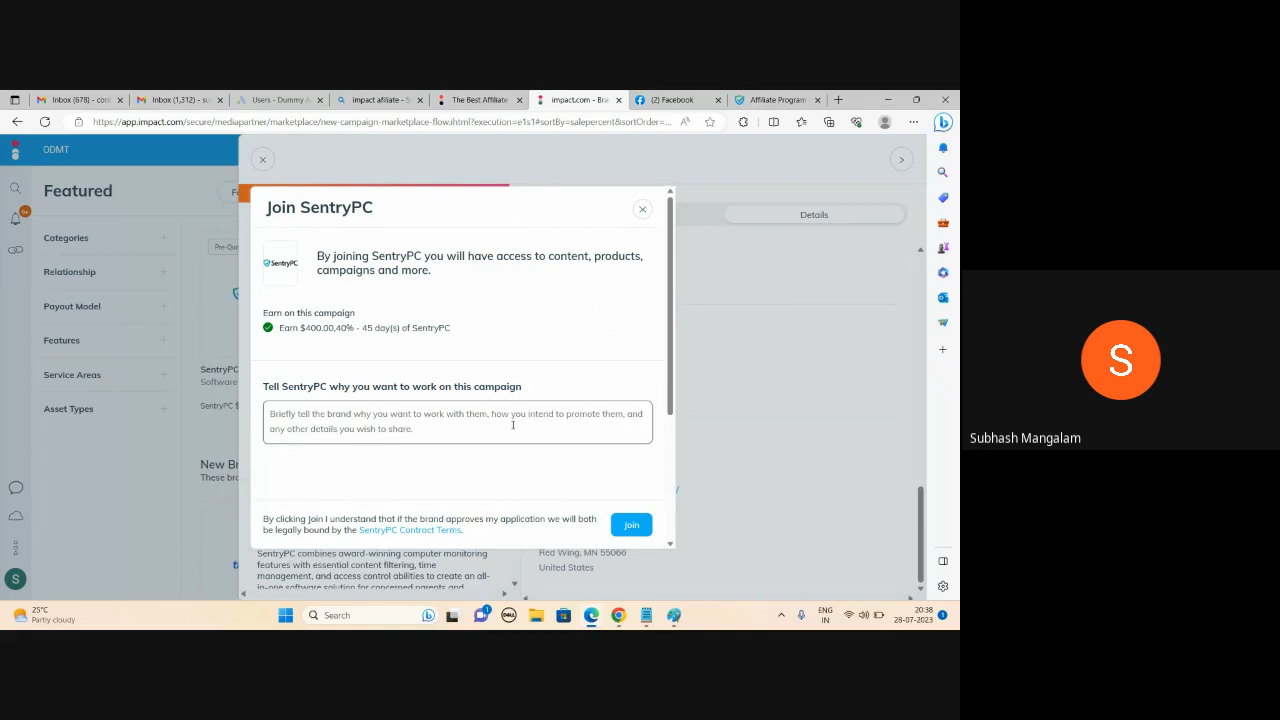 Inbox (678) - con
Inbox (1,312) - su
Users - Dummy A
impact afiliate - S
The Best Affiliate
impact.com - Bra
(2) Facebook
Affiliate Program
https://app.impact.com/secure/mediapartner/marketplace/new-campaign-marketplace-flow.ihtml?execution=e1s1#sortBy=salepercent&sortOrder=...
ODMT
Featured
Categories
Relationship
Payout Model
Features
Service Areas
Asset Types
Pre-Qu
SentryP
Software
SentryPC $
New Br
These bra
Details
Join SentryPC
SentryPC
By joining SentryPC you will have access to content, products,
campaigns and more.
Earn on this campaign
Earn $400.00,40% - 45 day(s) of SentryPC
Tell SentryPC why you want to work on this campaign
Briefly tell the brand why you want to work with them, how you intend to promote them, and
any other details you wish to share.
By clicking Join I understand that if the brand approves my application we will both
be legally bound by the SentryPC Contract Terms.
Join
SentryPC combines award-winning computer monitoring
features with essential content filtering, time
management, and access control abilities to create an all-
in-one software solution for concerned parents and
Red Wing, MN 55066
United States
S
25°C
Partly cloudy
Search
ENG
IN
20:38
28-07-2023
S
Subhash Mangalam